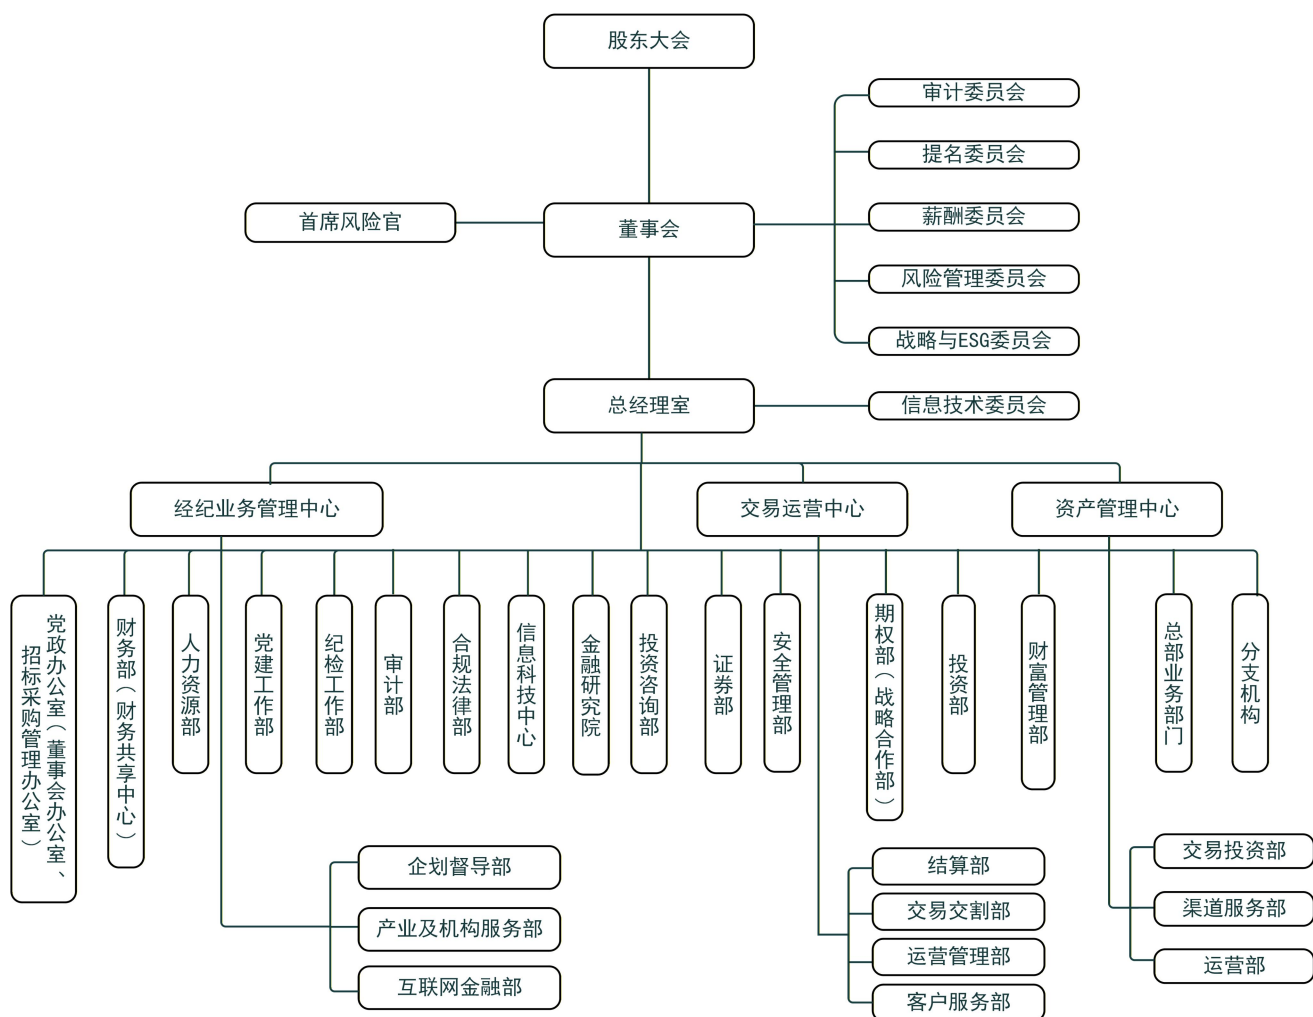 股东大会
审计委员会
提名委员会
薪酬委员会
首席风险官
董事会
风险管理委员会
战略与ESG委员会
总经理室
信息技术委员会
经纪业务管理中心
交易运营中心
资产管理中心
党政办公室（董事会办公室、
招标采购管理办公室）
财务部（财务共享中心）
人力资源部
党建工作部
纪检工作部
审计部
合规法律部
信息科技中心
金融研究院
投资咨询部
证券部
安全管理部
期权部（战略合作部）
投资部
财富管理部
总部业务部门
分支机构
企划督导部
产业及机构服务部
互联网金融部
结算部
交易交割部
运营管理部
客户服务部
交易投资部
渠道服务部
运营部